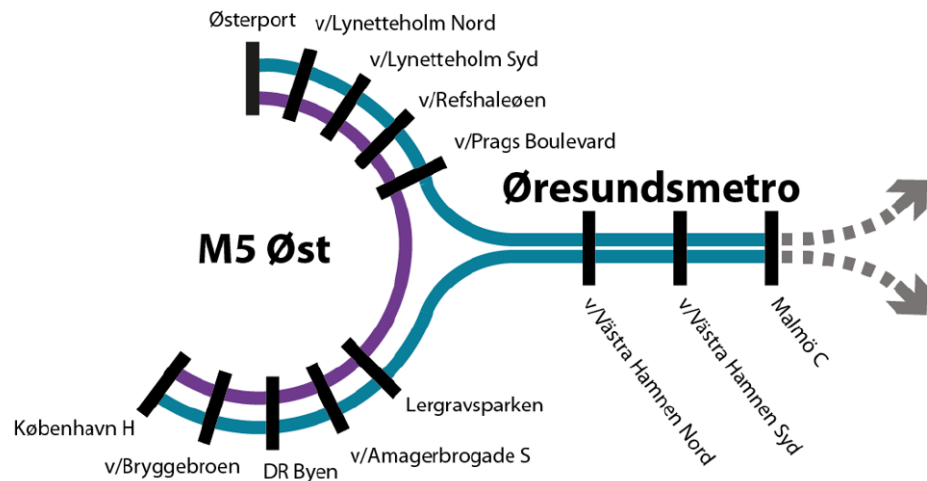 Østerport
v/Lynetteholm Nord
v/Lynetteholm Syd
v/Refshaleøen
v/Prags Boulevard
Øresundsmetro
M5 Øst
v/Västra Hamnen Nord
v/Västra Hamnen Syd
Malmö C
Lergravsparken
København H
v/Bryggebroen
DR Byen
v/Amagerbrogade S